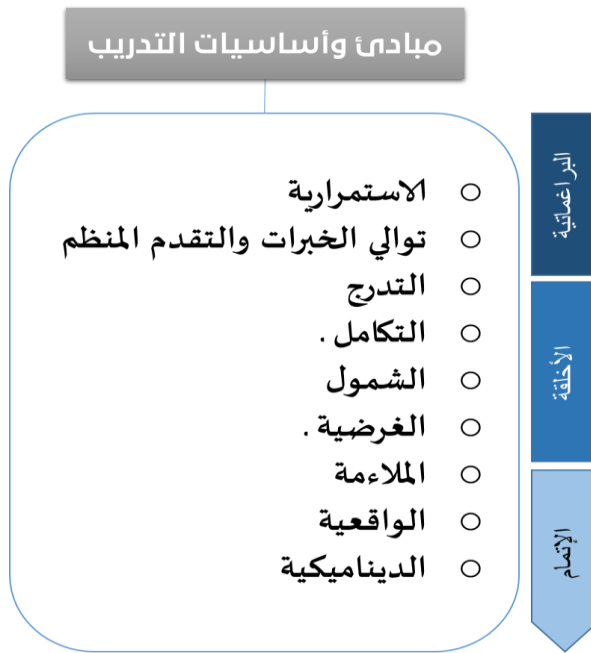 مبادئ وأساسيات التدريب
البراغماتية
الأخلقة
الإتمام
الاستمرارية
توالي الخبرات والتقدم المنظم
التدرج
التكامل .
الشمول
الغرضية .
الملاءمة
الواقعية
الديناميكية